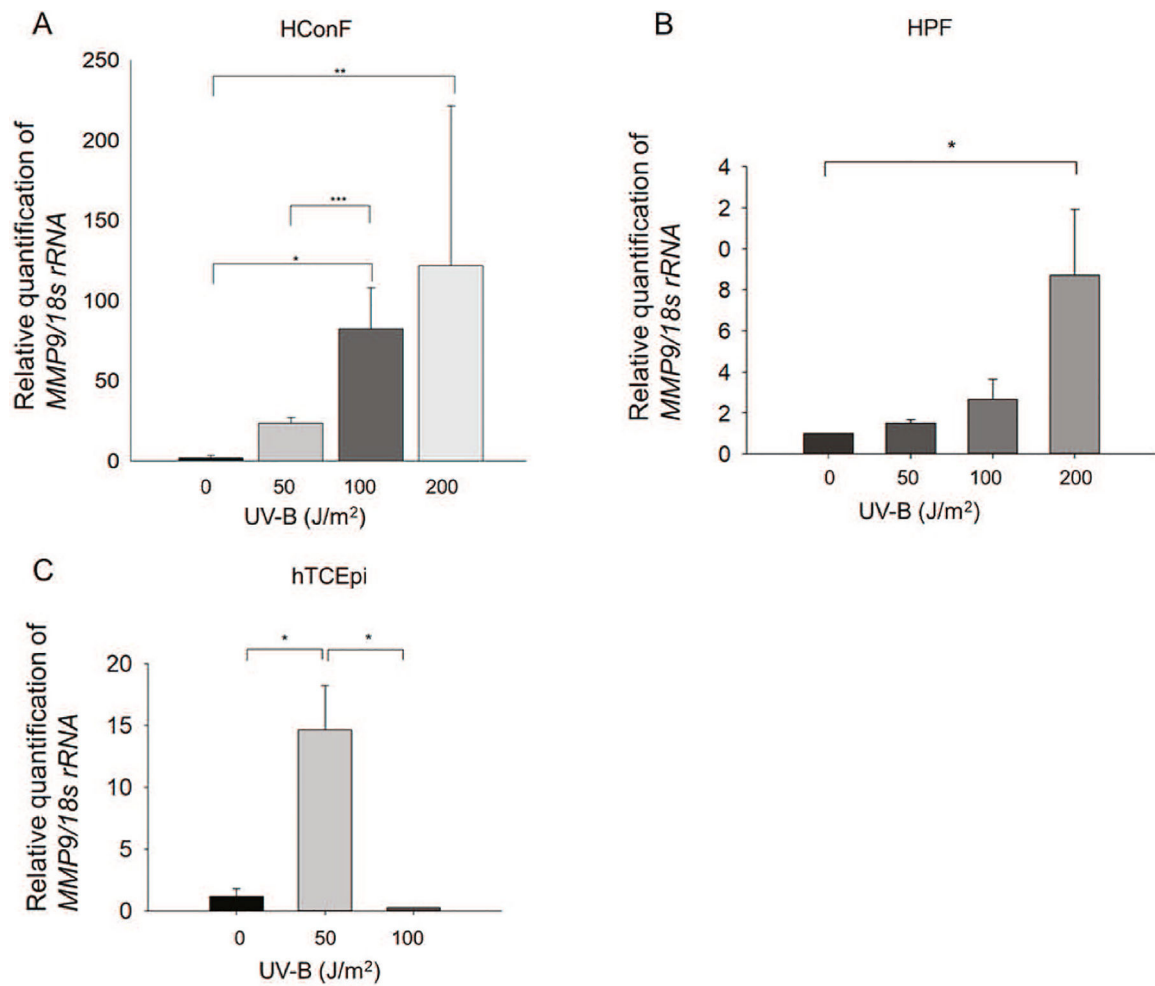 A
HConF
Relative quantification of
MMP9/18s rRNA
250
200
150
100
50
0
**
***
*
0 50 100 200
UV-B (J/m²)
B
HPF
Relative quantification of
MMP9/18s rRNA
4
2
0
8
6
4
2
0
*
0 50 100 200
UV-B (J/m²)
C
hTCEpi
Relative quantification of
MMP9/18s rRNA
20
15
10
5
0
* *
0 50 100
UV-B (J/m²)